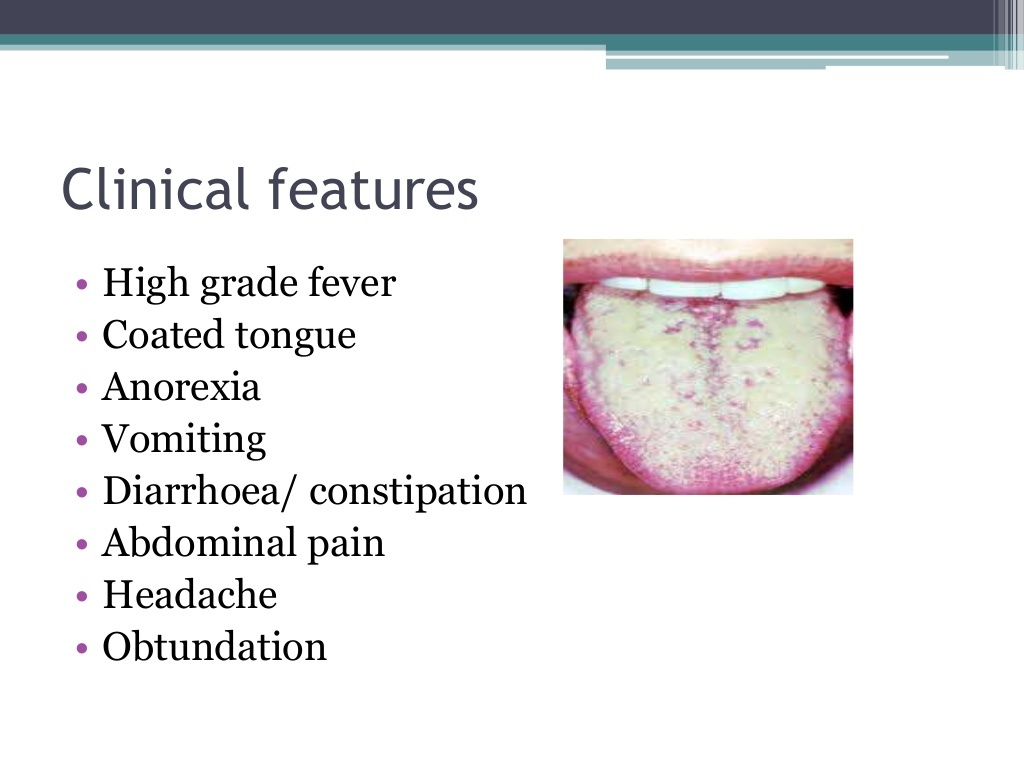 Clinical features
• High grade fever
• Coated tongue
• Anorexia
• Vomiting
• Diarrhoea/ constipation
• Abdominal pain
• Headache
• Obtundation